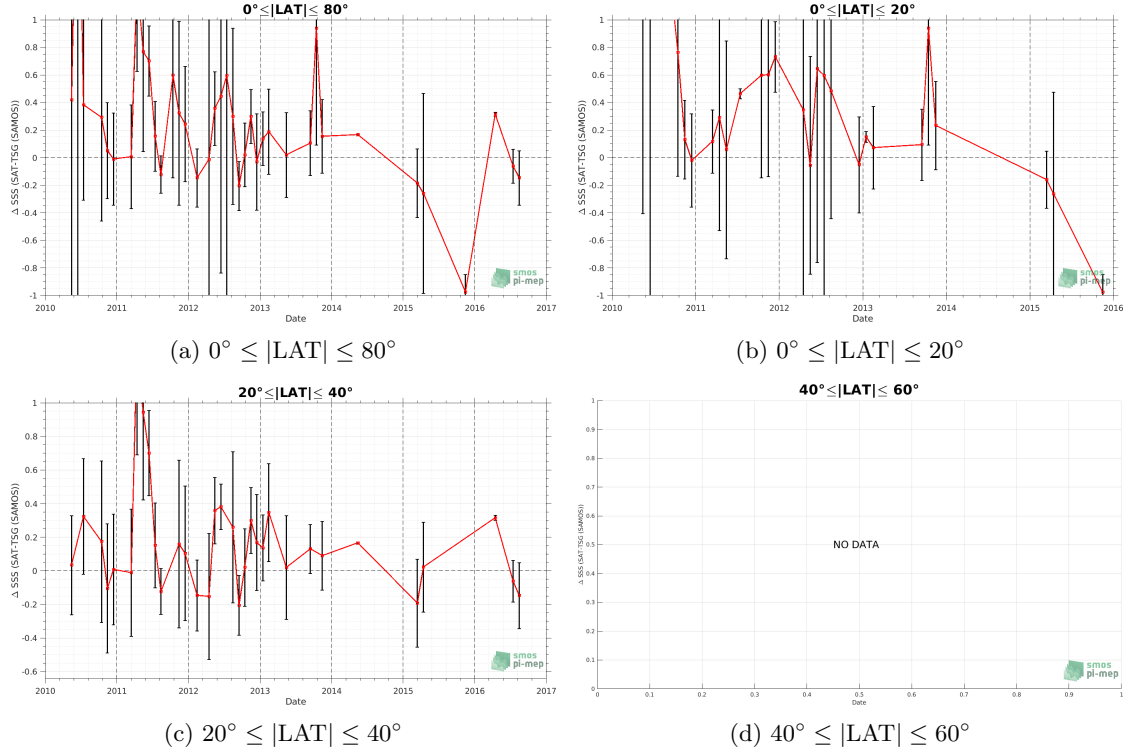 0°≤|LAT|≤ 80°
Δ SSS (SAT-TSG (SAMOS))
1
0.8
0.6
0.4
0.2
0
-0.2
-0.4
-0.6
-0.8
-1
2010 2011 2012 2013 2014 2015 2016 2017
Date
smos
pi-mep
(a) 0° ≤ |LAT| ≤ 80°
0°≤|LAT|≤ 20°
Δ SSS (SAT-TSG (SAMOS))
1
0.8
0.6
0.4
0.2
0
-0.2
-0.4
-0.6
-0.8
-1
2010 2011 2012 2013 2014 2015 2016
Date
smos
pi-mep
(b) 0° ≤ |LAT| ≤ 20°
20°≤|LAT|≤ 40°
Δ SSS (SAT-TSG (SAMOS))
1
0.8
0.6
0.4
0.2
0
-0.2
-0.4
-0.6
2010 2011 2012 2013 2014 2015 2016 2017
Date
smos
pi-mep
(c) 20° ≤ |LAT| ≤ 40°
40°≤|LAT|≤ 60°
Δ SSS (SAT-TSG (SAMOS))
1
0.9
0.8
0.7
0.6
0.5
0.4
0.3
0.2
0.1
0
NO DATA
0 0.1 0.2 0.3 0.4 0.5 0.6 0.7 0.8 0.9 1
Date
smos
pi-mep
(d) 40° ≤ |LAT| ≤ 60°